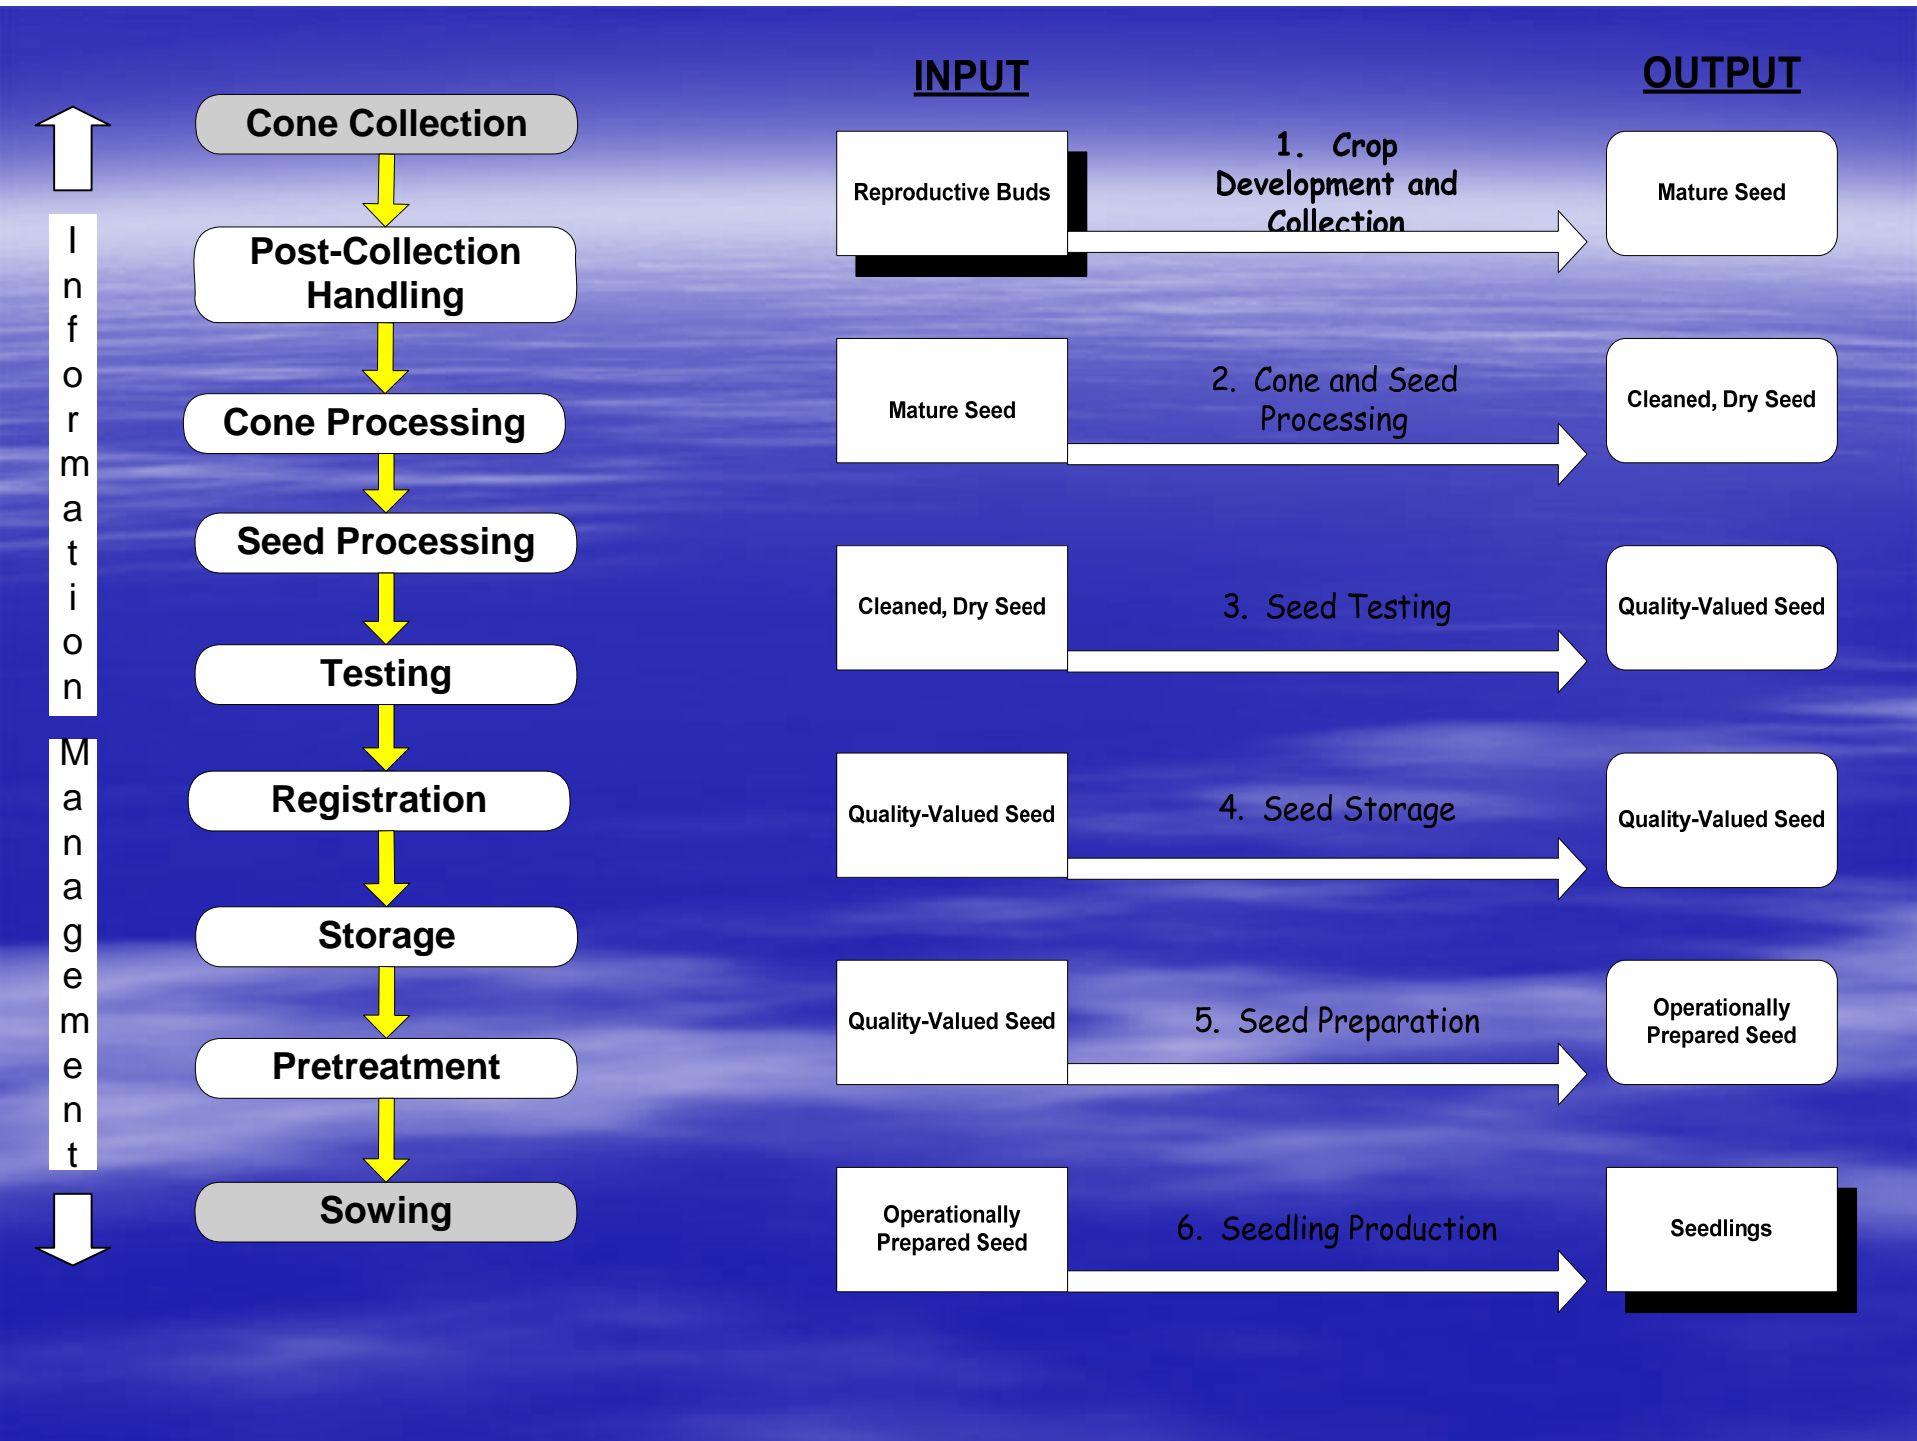 Information
Management
Cone Collection
Post-Collection
Handling
Cone Processing
Seed Processing
Testing
Registration
Storage
Pretreatment
Sowing
INPUT
OUTPUT
Reproductive Buds
1. Crop
Development and
Collection
Mature Seed
Mature Seed
2. Cone and Seed
Processing
Cleaned, Dry Seed
Cleaned, Dry Seed
3. Seed Testing
Quality-Valued Seed
Quality-Valued Seed
4. Seed Storage
Quality-Valued Seed
Quality-Valued Seed
5. Seed Preparation
Operationally
Prepared Seed
Operationally
Prepared Seed
6. Seedling Production
Seedlings